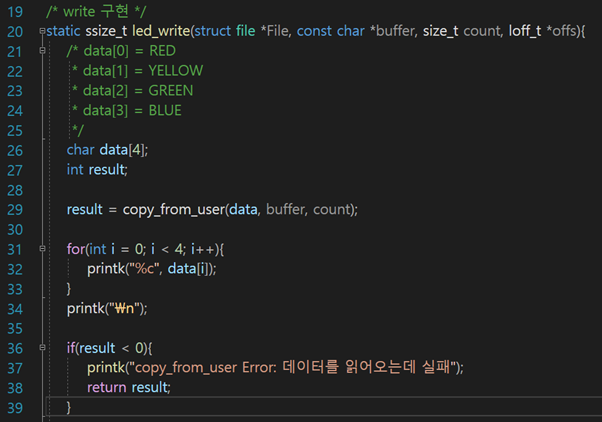 19 /* write 구현 */
20 static ssize_t led_write(struct file *File, const char *buffer, size_t count, loff_t *offs){
21 /* data[0] = RED
22 * data[1] = YELLOW
23 * data[2] = GREEN
24 * data[3] = BLUE
25 */
26 char data[4];
27 int result;
28
29 result = copy_from_user(data, buffer, count);
30
31 for(int i = 0; i < 4; i++){
32 printk("%c", data[i]);
33 }
34 printk("₩n");
35
36 if(result < 0){
37 printk("copy_from_user Error: 데이터를 읽어오는데 실패");
38 return result;
39 }